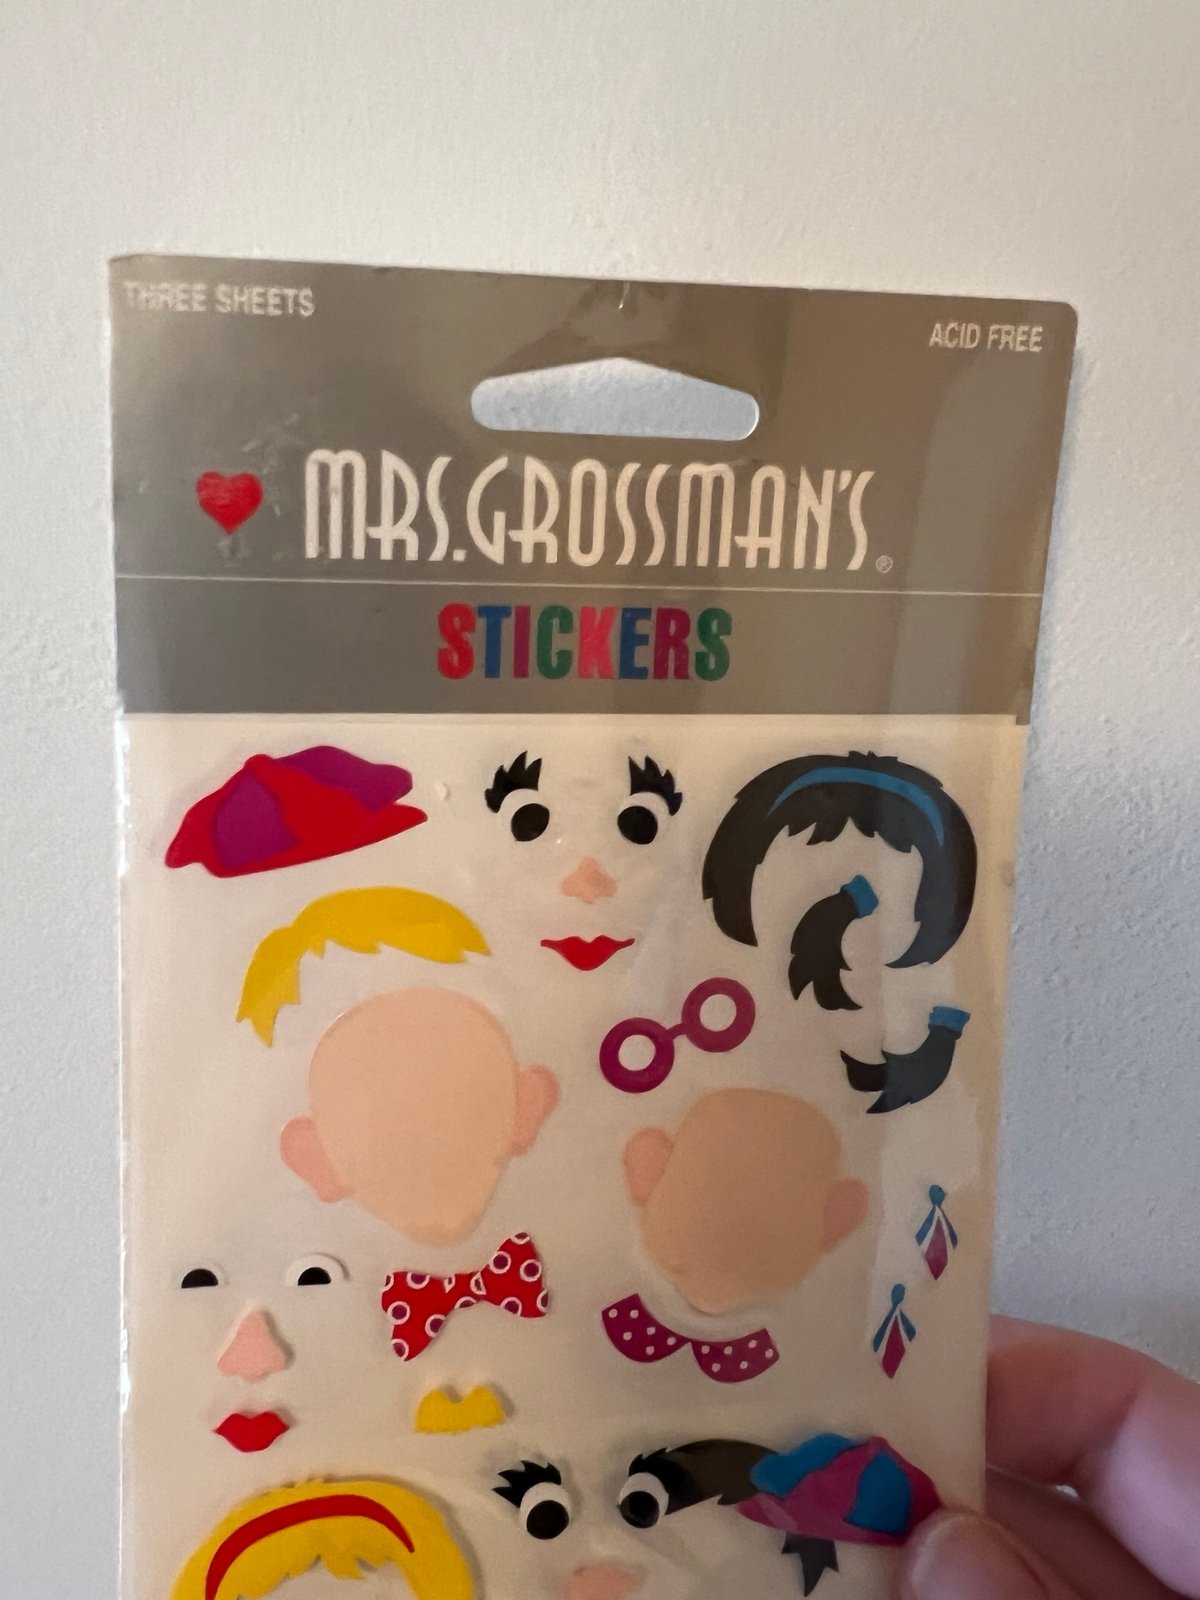 THREE SHEETS
ACID FREE
MRS. GROSSMAN'S®
STICKERS